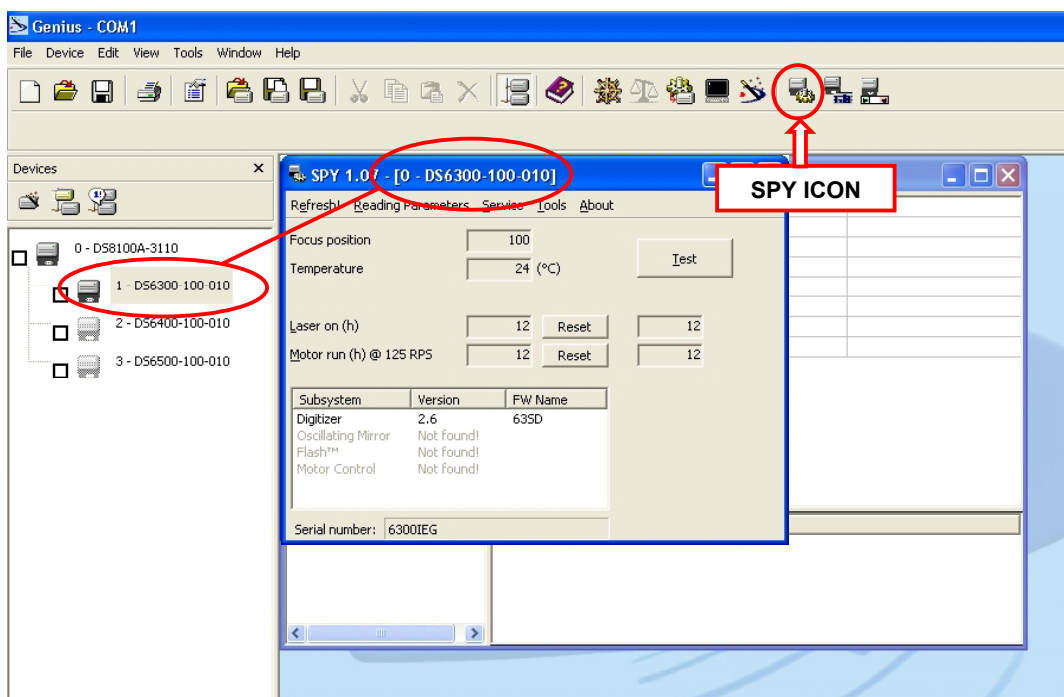 Genius - COM1
File Device Edit View Tools Window Help
Devices
SPY 1.07 - [0 - DS6300-100-010]
SPY ICON
Refresh! Reading Parameters Service Tools About
0 - DS8100A-3110
1 - DS6300-100-010
2 - DS6400-100-010
3 - DS6500-100-010
Focus position 100
Test
Temperature 24 (°C)
Laser on (h) 12 Reset 12
Motor run (h) @ 125 RPS 12 Reset 12
Subsystem Version FW Name
Digitizer 2.6 63SD
Oscillating Mirror Not found!
Flash™ Not found!
Motor Control Not found!
Serial number: 6300IEG